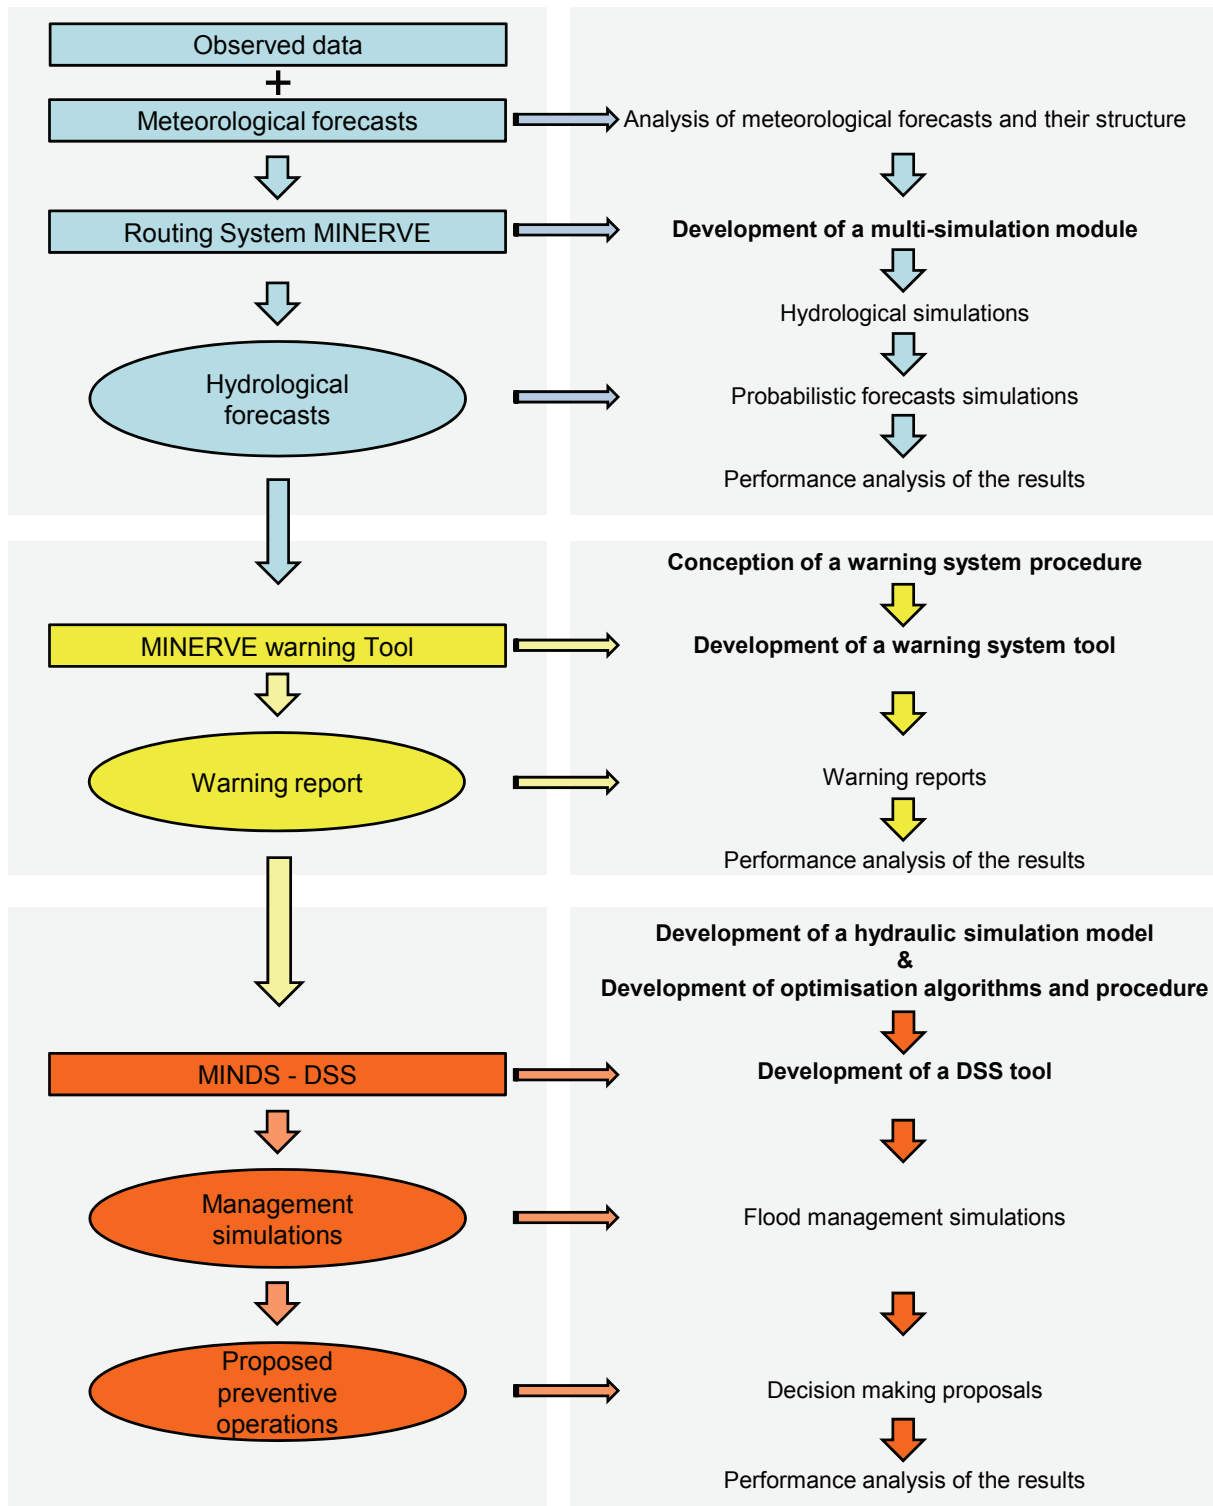 Observed data
+
Meteorological forecasts
Analysis of meteorological forecasts and their structure
Routing System MINERVE
Development of a multi-simulation module
Hydrological simulations
Hydrological
forecasts
Probabilistic forecasts simulations
Performance analysis of the results
Conception of a warning system procedure
MINERVE warning Tool
Development of a warning system tool
Warning report
Warning reports
Performance analysis of the results
Development of a hydraulic simulation model
&
Development of optimisation algorithms and procedure
MINDS - DSS
Development of a DSS tool
Management
simulations
Flood management simulations
Proposed
preventive
operations
Decision making proposals
Performance analysis of the results